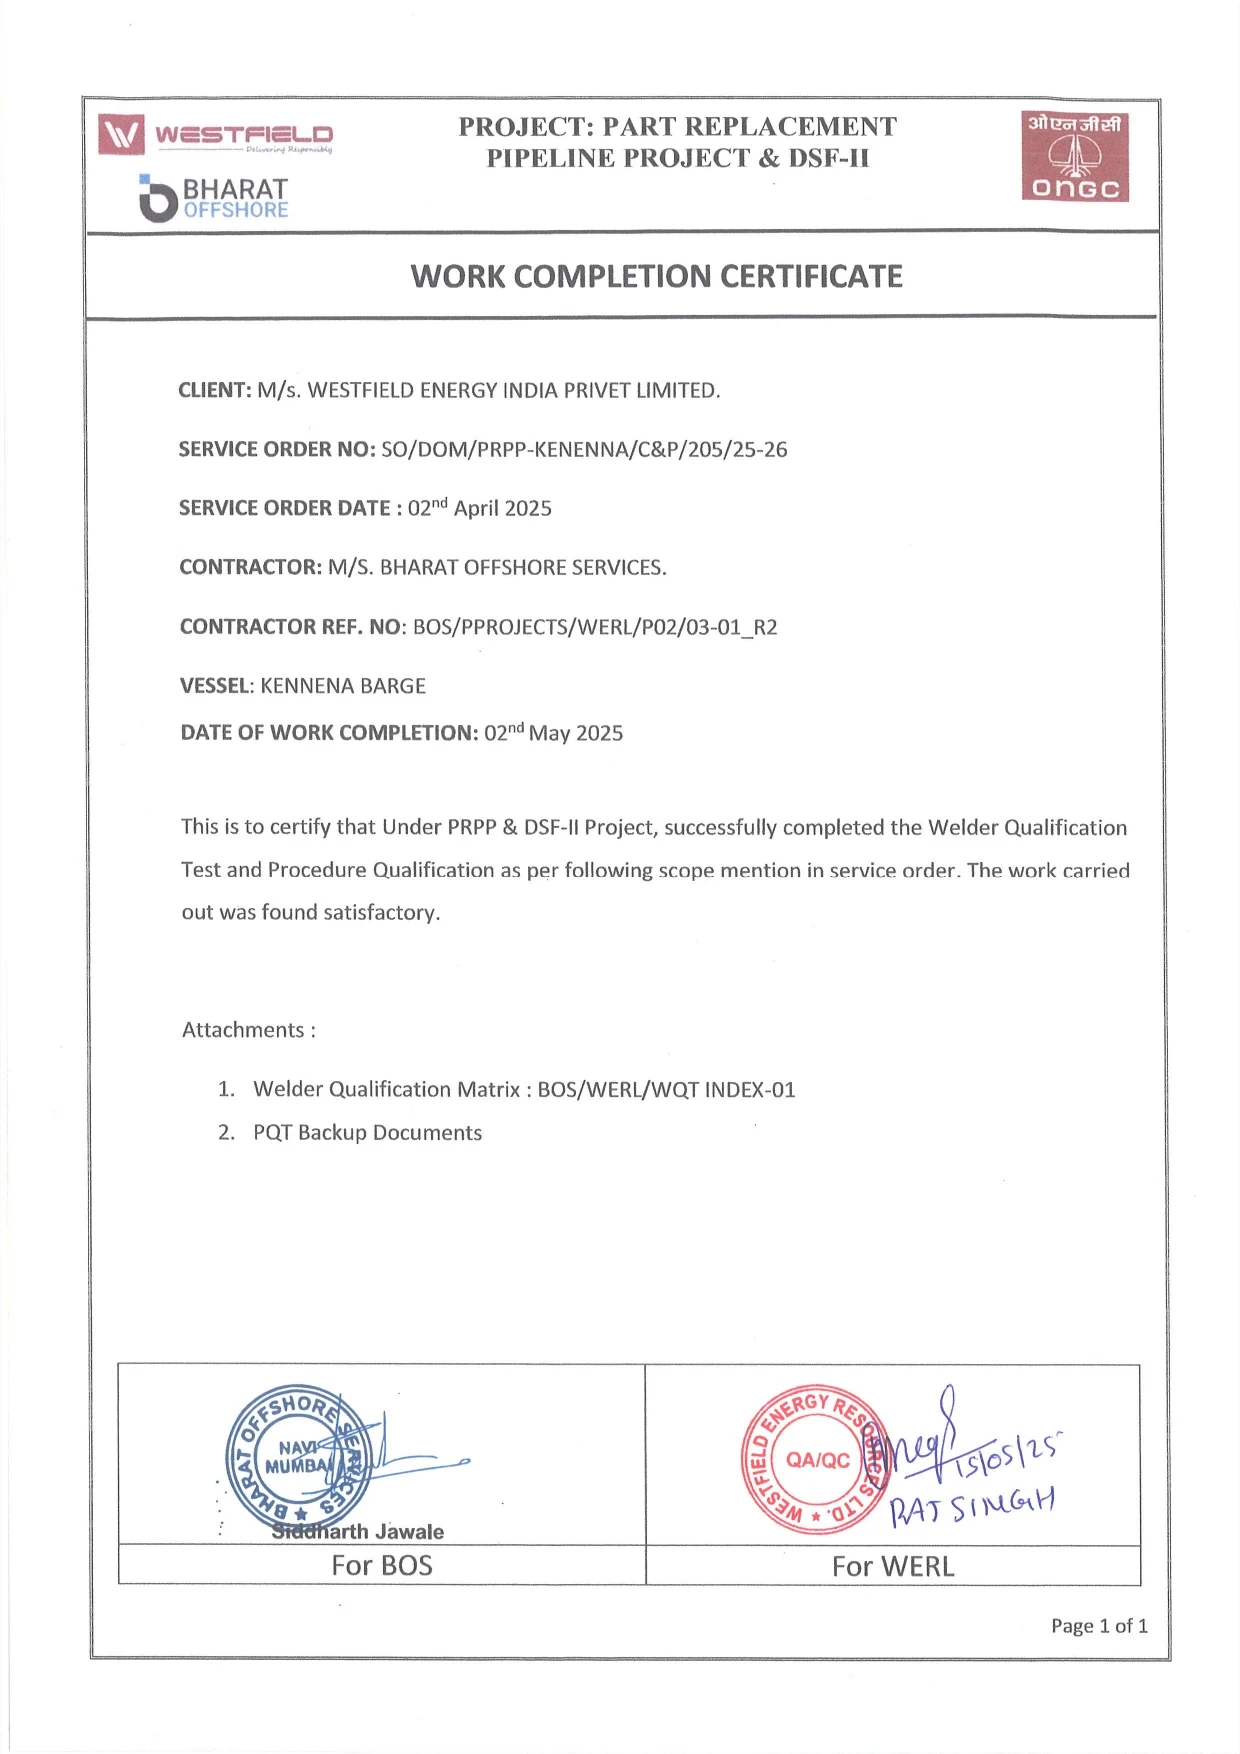 WESTFIELD
Delivering Responsibly
BHARAT
OFFSHORE
PROJECT: PART REPLACEMENT
PIPELINE PROJECT & DSF-II
ओएनजीसी
ongc
WORK COMPLETION CERTIFICATE
CLIENT: M/s. WESTFIELD ENERGY INDIA PRIVET LIMITED.
SERVICE ORDER NO: SO/DOM/PRPP-KENENNA/C&P/205/25-26
SERVICE ORDER DATE : 02nd April 2025
CONTRACTOR: M/S. BHARAT OFFSHORE SERVICES.
CONTRACTOR REF. NO: BOS/PPROJECTS/WERL/P02/03-01_R2
VESSEL: KENNENA BARGE
DATE OF WORK COMPLETION: 02nd May 2025
This is to certify that Under PRPP & DSF-II Project, successfully completed the Welder Qualification
Test and Procedure Qualification as per following scope mention in service order. The work carried
out was found satisfactory.
Attachments :
1. Welder Qualification Matrix : BOS/WERL/WQT INDEX-01
2. PQT Backup Documents
BHARAT OFFSHORE SERVICES
NAVI
MUMBAI
Siddharth Jawale
For BOS
WESTFIELD ENERGY RESOURCES LTD.
QA/QC
15/05/25
RAJ SINGH
For WERL
Page 1 of 1